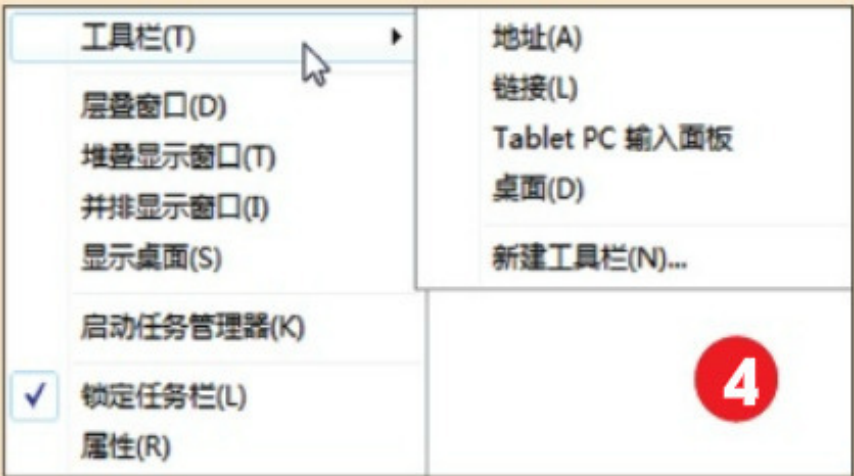 工具栏(T)
层叠窗口(D)
堆叠显示窗口(T)
并排显示窗口(I)
显示桌面(S)
启动任务管理器(K)
锁定任务栏(L)
属性(R)
地址(A)
链接(L)
Tablet PC 输入面板
桌面(D)
新建工具栏(N)...
4